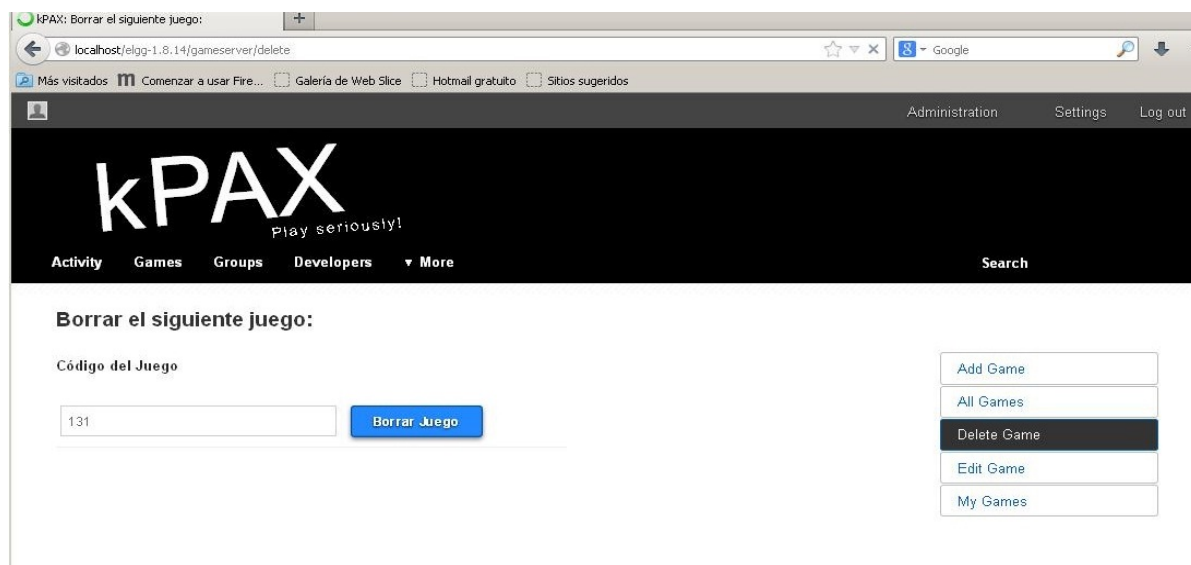 kPAX: Borrar el siguiente juego:
localhost/elgg-1.8.14/gameserver/delete
Google
Más visitados
Comenzar a usar Fire...
Galería de Web Slice
Hotmail gratuito
Sitios sugeridos
Administration
Settings
Log out
kPAX
Play seriously!
Activity
Games
Groups
Developers
▼ More
Search
Borrar el siguiente juego:
Código del Juego
131
Borrar Juego
Add Game
All Games
Delete Game
Edit Game
My Games